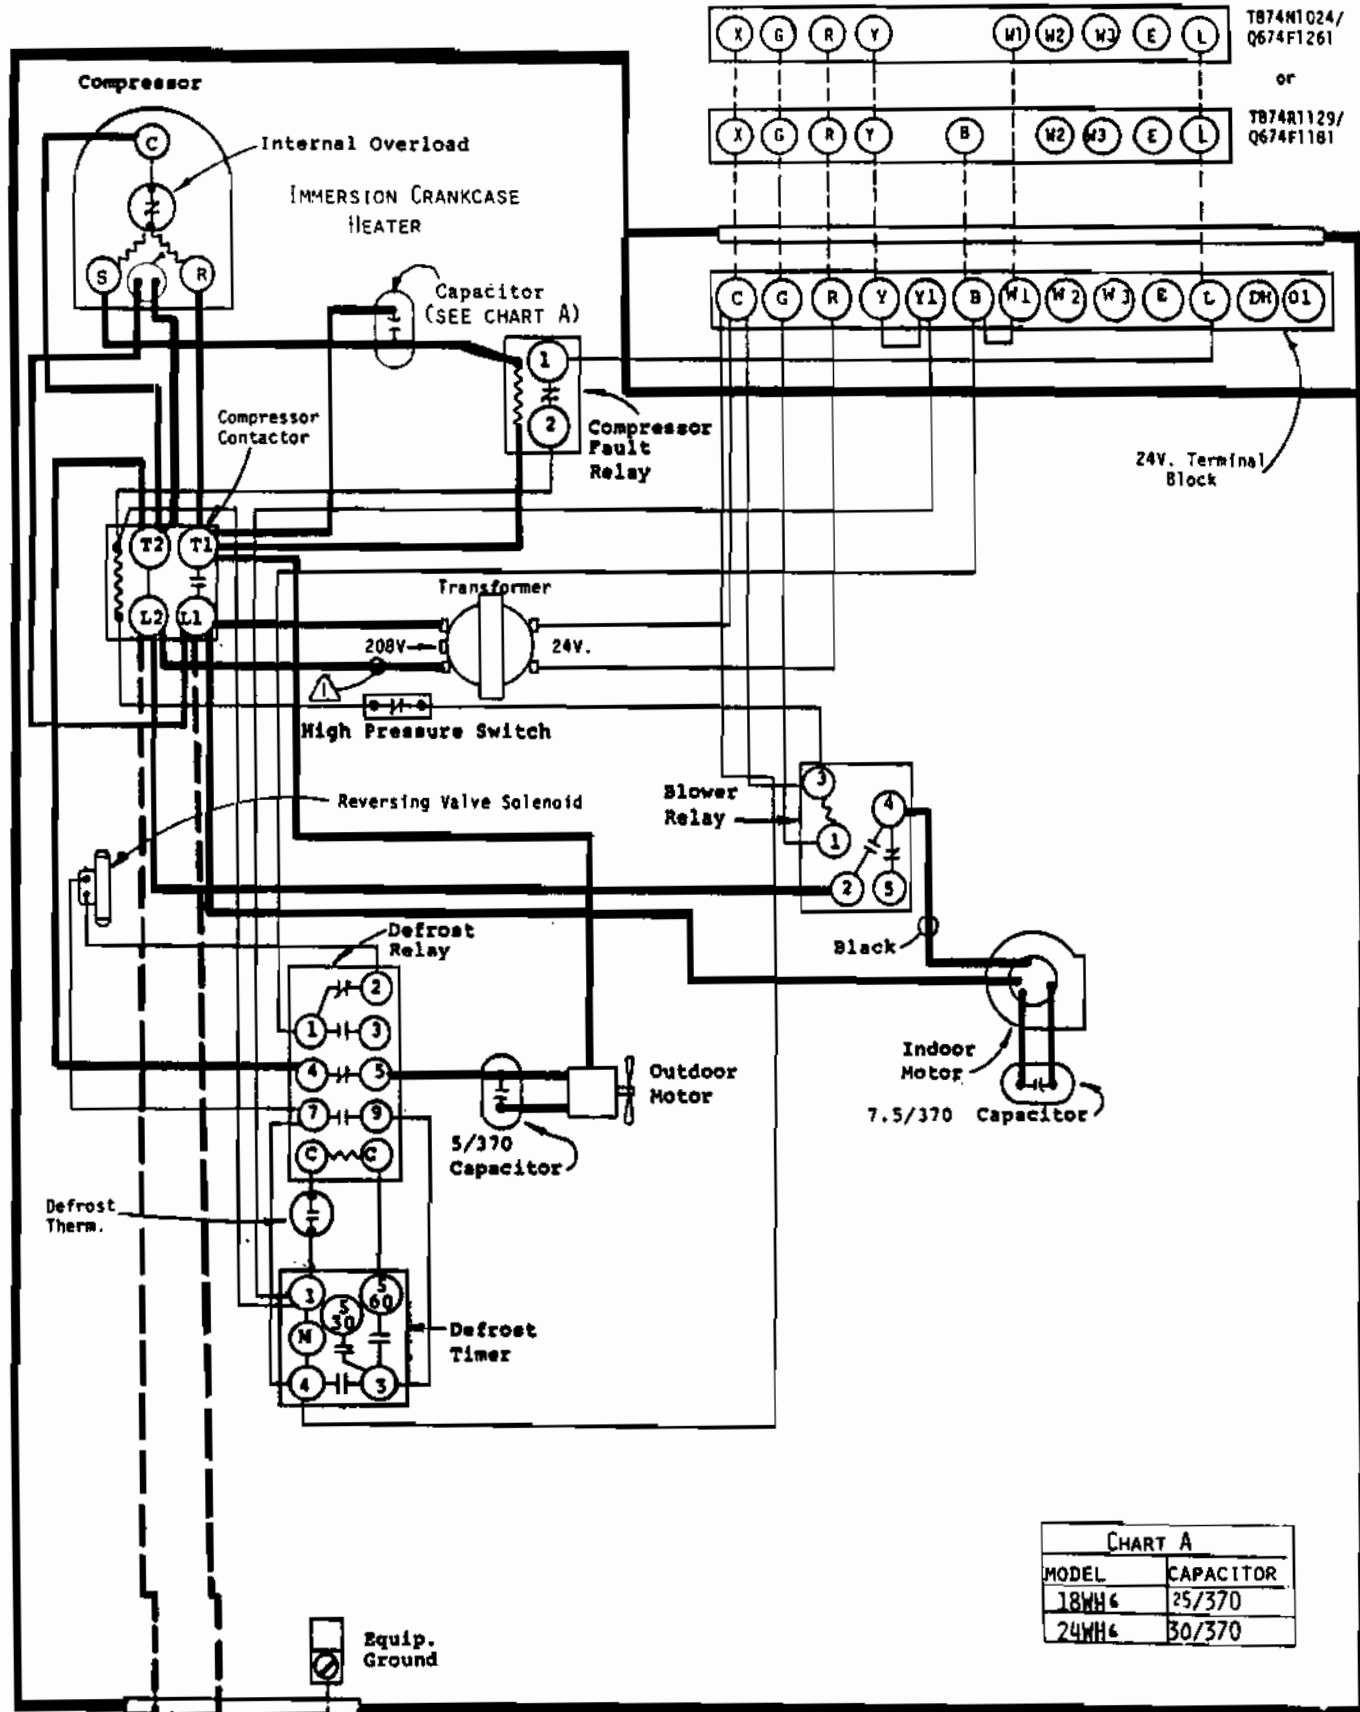 X G R Y W1 W2 W3 E L
T874N1024/
Q674F1261
or
X G R Y B W2 W3 E L
T874R1129/
Q674F1181
Compressor
C
Internal Overload
IMMERSION CRANKCASE
HEATER
S R
Capacitor
(SEE CHART A)
C G R Y Y1 B W1 W2 W3 E L DH O1
1
2
Compressor
Fault
Relay
Compressor
Contactor
24V. Terminal
Block
T2 T1
L2 L1
Transformer
208V
24V.
1
High Pressure Switch
Reversing Valve Solenoid
Blower
Relay
3
4
1
2 5
Black
Defrost
Relay
2
1 3
4 5
7 9
C C
Outdoor
Motor
5/370
Capacitor
Indoor
Motor
7.5/370 Capacitor
Defrost
Therm.
1
5
30
5
60
M
4 3
Defrost
Timer
CHART A
MODEL CAPACITOR
18WH6 25/370
24WH6 30/370
Equip.
Ground